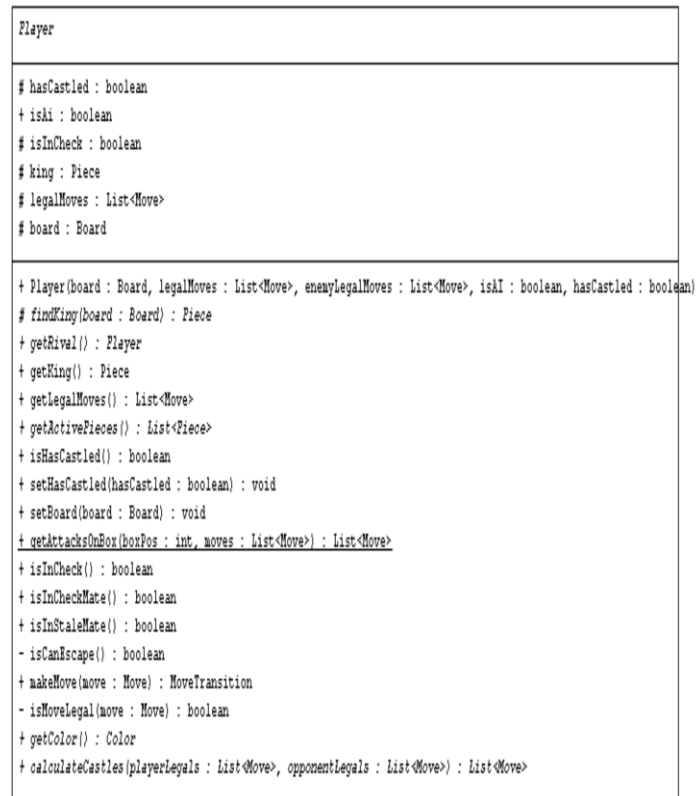 Player
# hasCastled : boolean
+ isAi : boolean
# isInCheck : boolean
# king : Piece
# legalMoves : List<Move>
# board : Board
+ Player(board : Board, legalMoves : List<Move>, enemyLegalMoves : List<Move>, isAI : boolean, hasCastled : boolean)
# findKing(board : Board) : Piece
+ getRival() : Player
+ getKing() : Piece
+ getLegalMoves() : List<Move>
+ getActivePieces() : List<Piece>
+ isHasCastled() : boolean
+ setHasCastled(hasCastled : boolean) : void
+ setBoard(board : Board) : void
+ getAttacksOnBox(boxPos : int, moves : List<Move>) : List<Move>
+ isInCheck() : boolean
+ isInCheckMate() : boolean
+ isInStaleMate() : boolean
- isCanEscape() : boolean
+ makeMove(move : Move) : MoveTransition
- isMoveLegal(move : Move) : boolean
+ getColor() : Color
+ calculateCastles(playerLegals : List<Move>, opponentLegals : List<Move>) : List<Move>